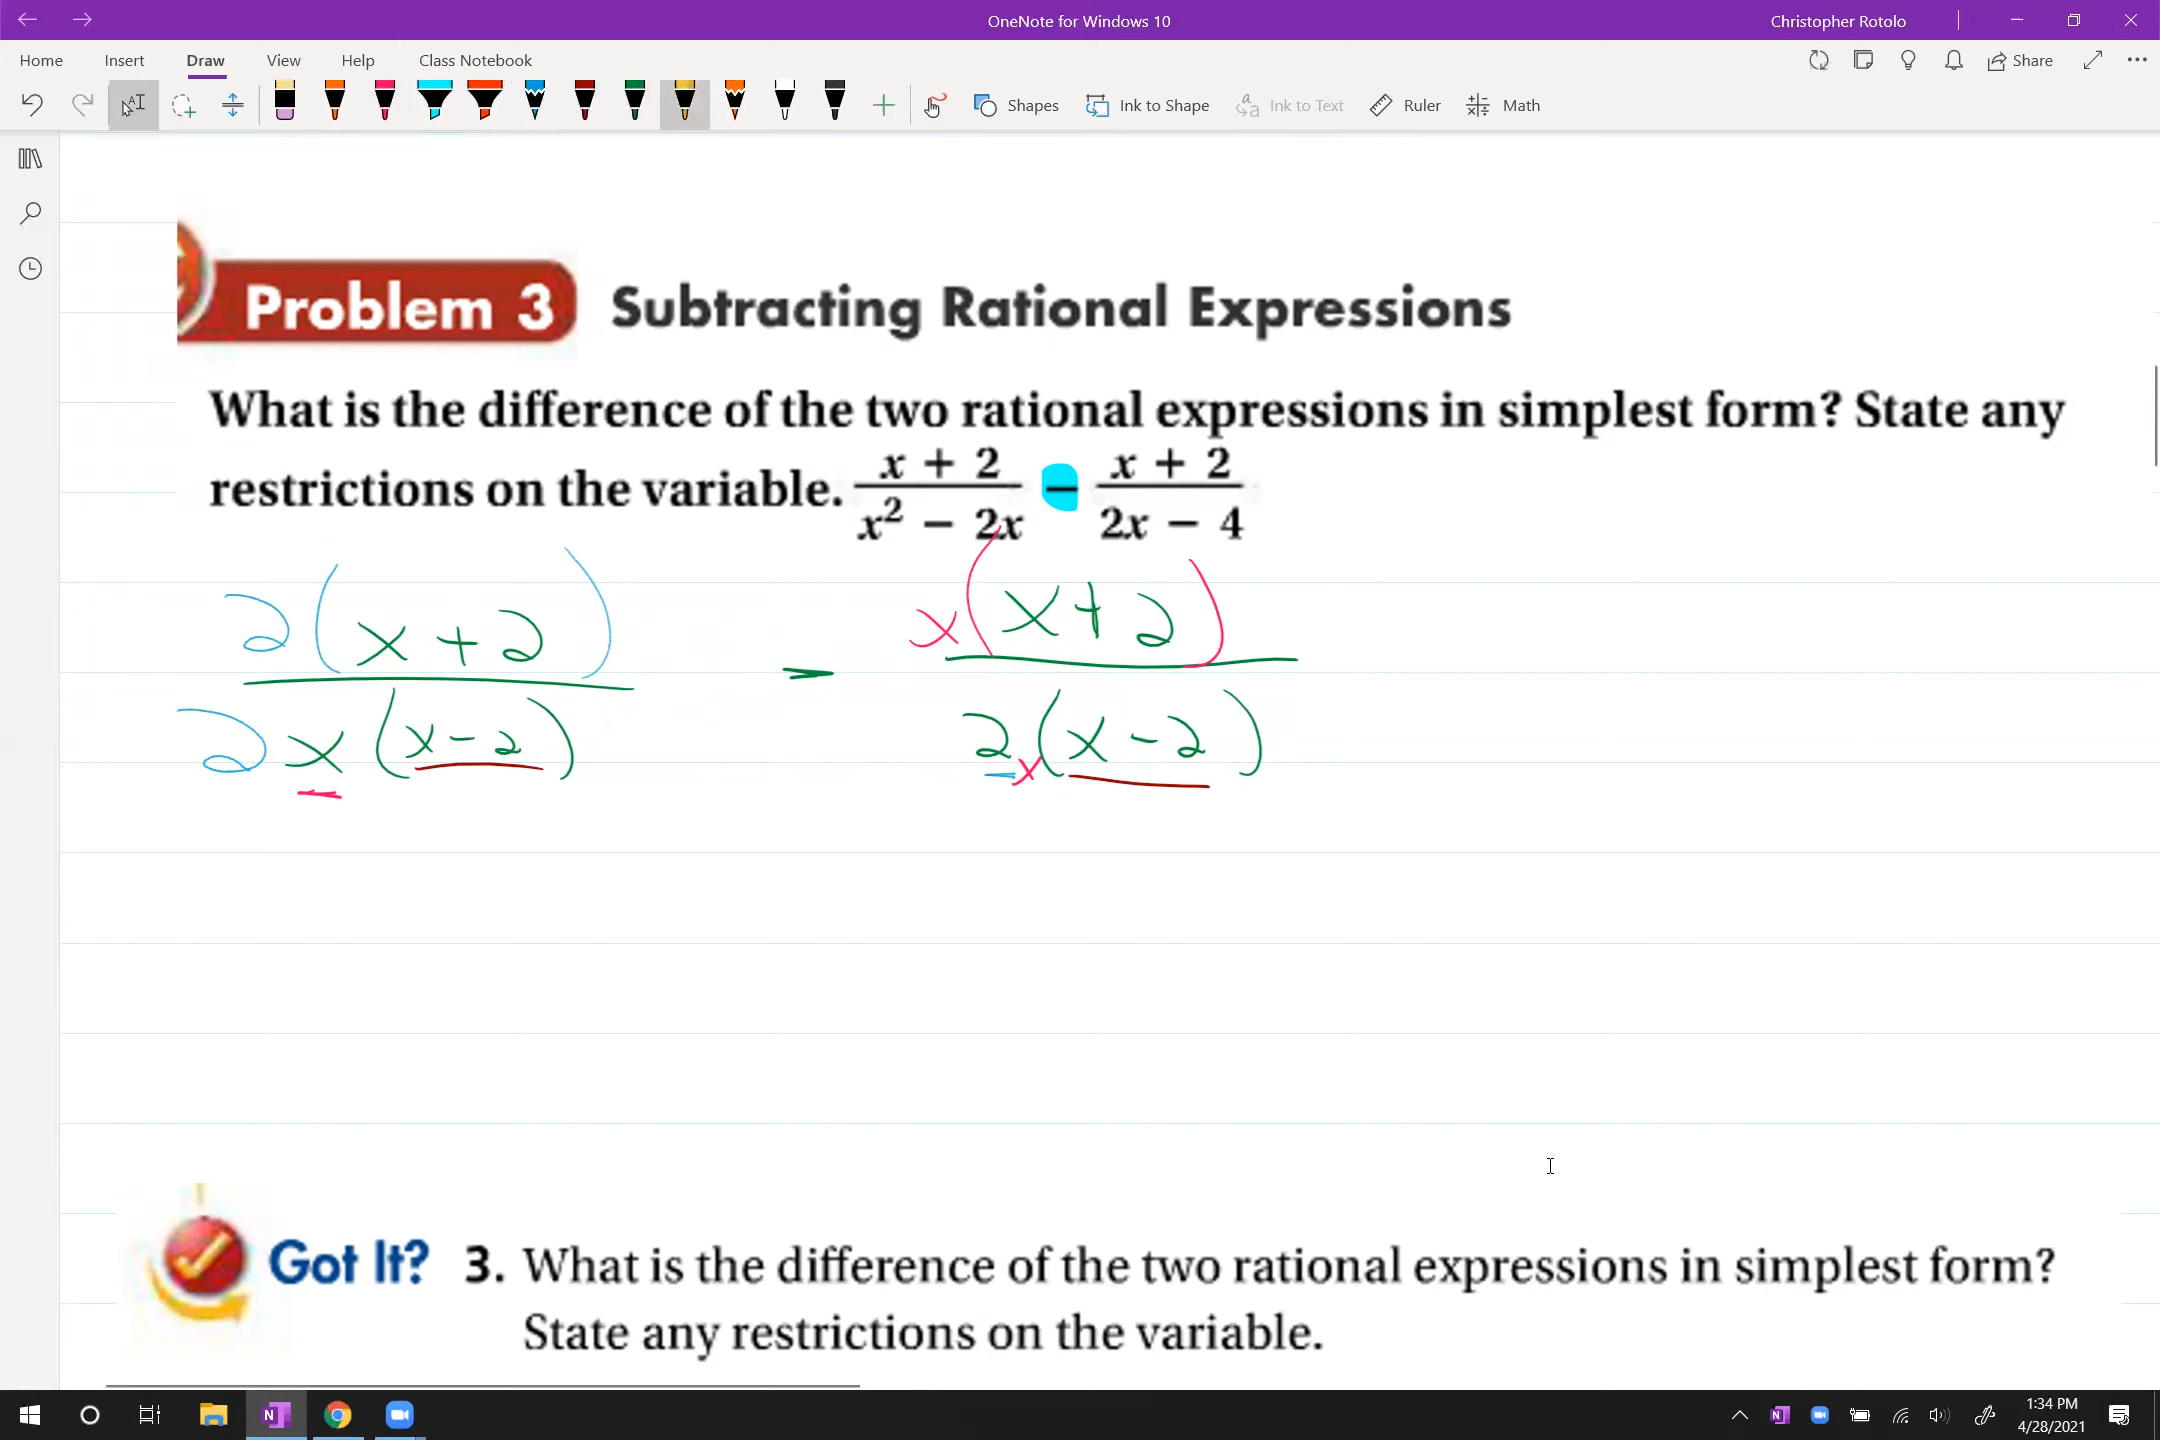 OneNote for Windows 10
Christopher Rotolo
Home Insert Draw View Help Class Notebook
Share
Shapes Ink to Shape Ink to Text Ruler Math
Problem 3 Subtracting Rational Expressions
What is the difference of the two rational expressions in simplest form? State any
restrictions on the variable. (x + 2)/(x² − 2x) − (x + 2)/(2x − 4)
2(x + 2) − x(x + 2)
2x(x − 2) 2x(x − 2)
Got It? 3. What is the difference of the two rational expressions in simplest form?
State any restrictions on the variable.
1:34 PM
4/28/2021